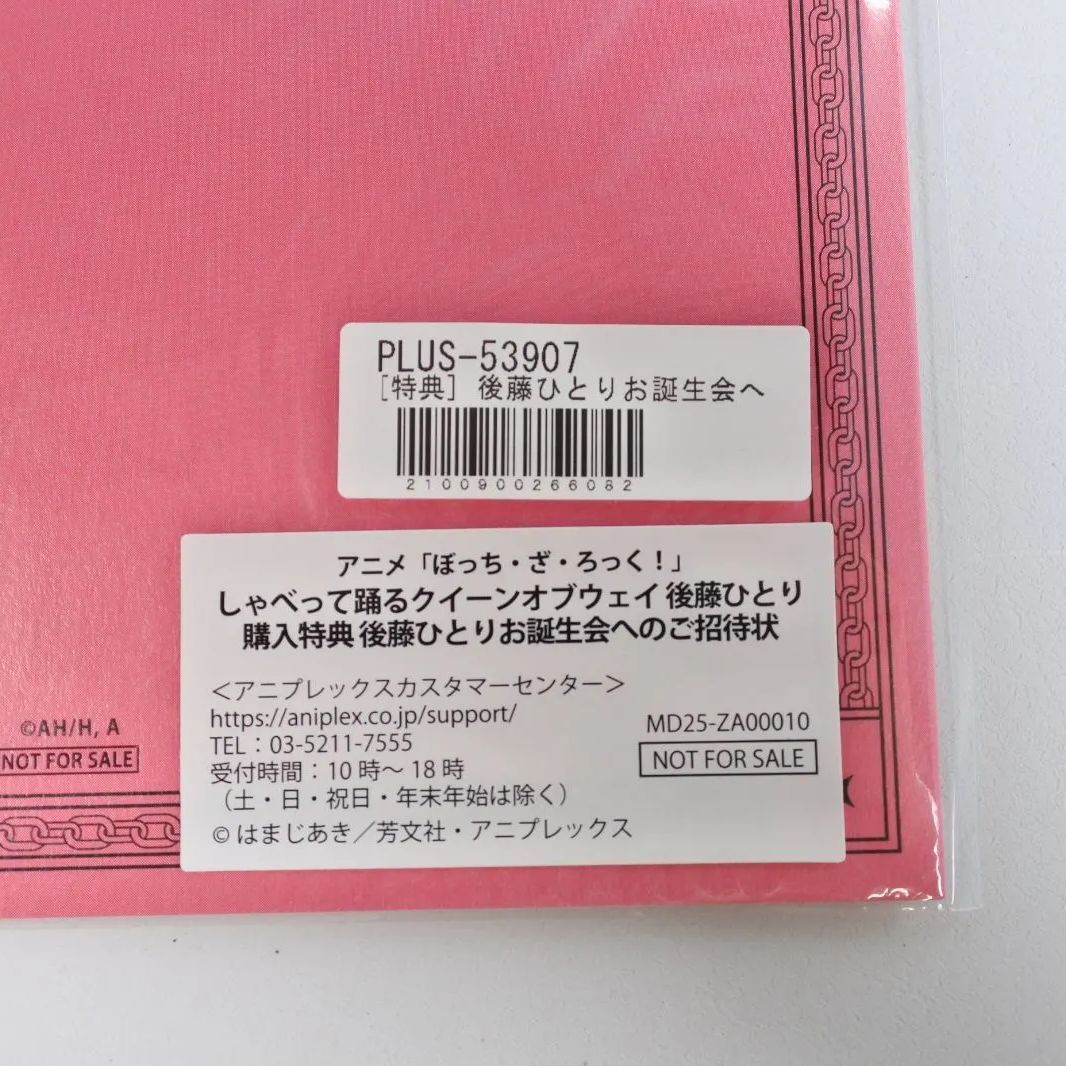 PLUS-53907
[特典] 後藤ひとりお誕生会へ
2100900266082
アニメ「ぼっち・ざ・ろっく！」
しゃべって踊るクイーンオブウェイ 後藤ひとり
購入特典 後藤ひとりお誕生会へのご招待状
＜アニプレックスカスタマーセンター＞
https://aniplex.co.jp/support/
TEL：03-5211-7555
受付時間：10 時～ 18 時
（土・日・祝日・年末年始は除く）
© はまじあき／芳文社・アニプレックス
MD25-ZA00010
NOT FOR SALE
©AH/H, A
NOT FOR SALE